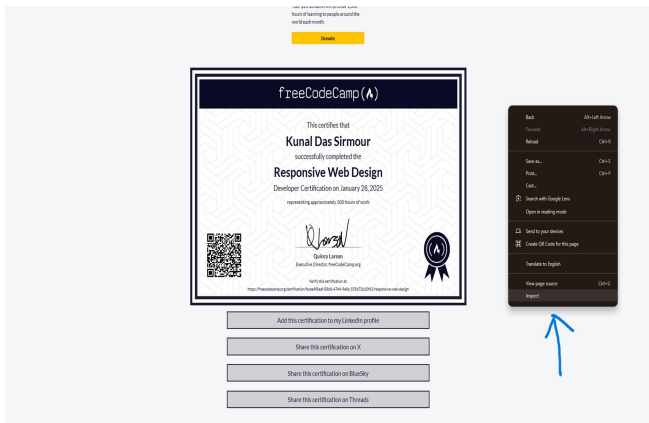 hours of learning to people around the
world each month.
Donate
freeCodeCamp(🔥)
This certifies that
Kunal Das Sirmour
successfully completed the
Responsive Web Design
Developer Certification on January 28, 2025
representing approximately 300 hours of work
Quincy Larson
Executive Director, freeCodeCamp.org
Verify this certification at:
Add this certification to my LinkedIn profile
Share this certification on X
Share this certification on BlueSky
Share this certification on Threads
Back Alt+Left Arrow
Forward Alt+Right Arrow
Reload Ctrl+R
Save as... Ctrl+S
Print... Ctrl+P
Cast...
Search with Google Lens
Open in reading mode
Send to your devices
Create QR Code for this page
Translate to English
View page source Ctrl+U
Inspect